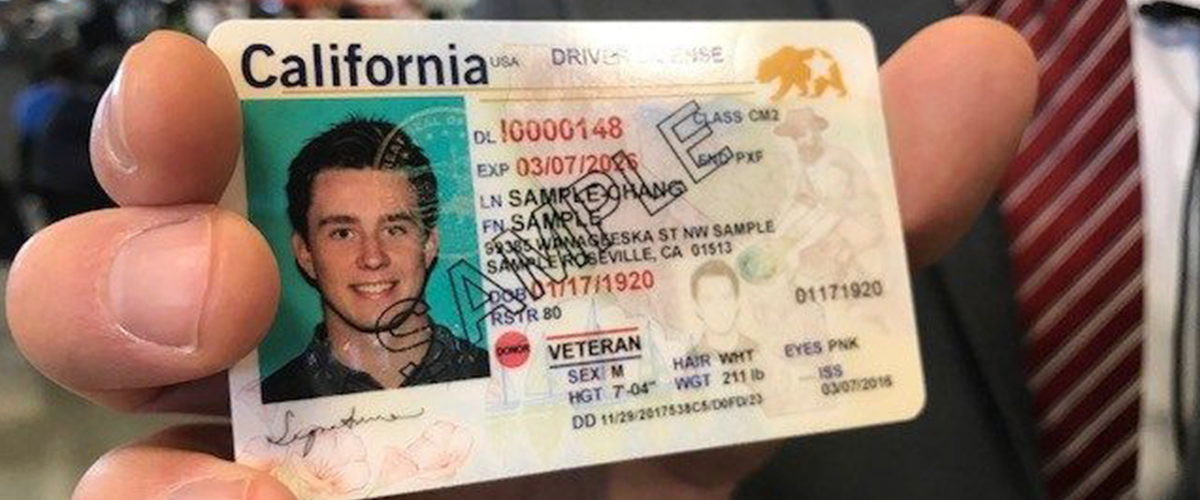 California USA DRIVER LICENSE
CLASS CM2
DL I0000148
EXP 03/07/2026
END PXF
LN SAMPLE-CHANG
FN SAMPLE
99385 WANAGEESKA ST NW SAMPLE
SAMPLE ROSEVILLE, CA 01513
DOB 01/17/1920
RSTR 80
01171920
DONOR
VETERAN
SEX M
HAIR WHT
EYES PNK
HGT 7'-04"
WGT 211 lb
ISS
03/07/2016
DD 11/29/2017538C5/D0FD/23
Signature
SAMPLE